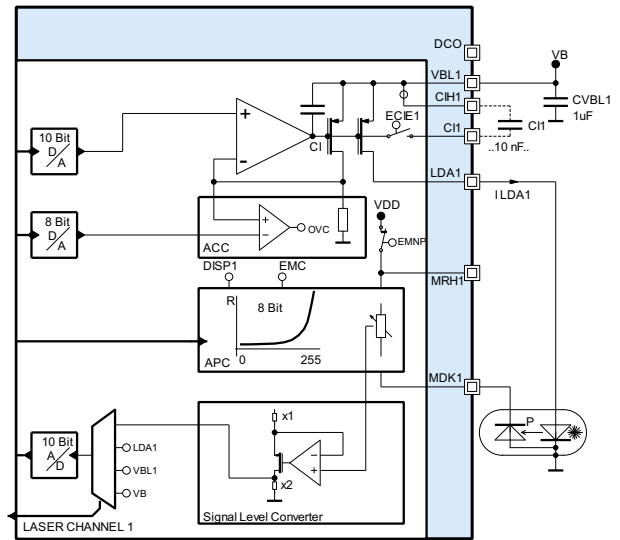 DCO
VB
VBL1
CIH1
CVBL1
1uF
ECIE1
10 Bit
D
A
+
-
CI
CI1
CI1
..10 nF..
LDA1
I LDA1
8 Bit
D
A
+
-
OVC
ACC
VDD
EMNP
DISP1
EMC
MRH1
R
8 Bit
0
255
APC
MDK1
P
10 Bit
A
D
LDA1
VBL1
VB
x1
-
+
x2
Signal Level Converter
LASER CHANNEL 1